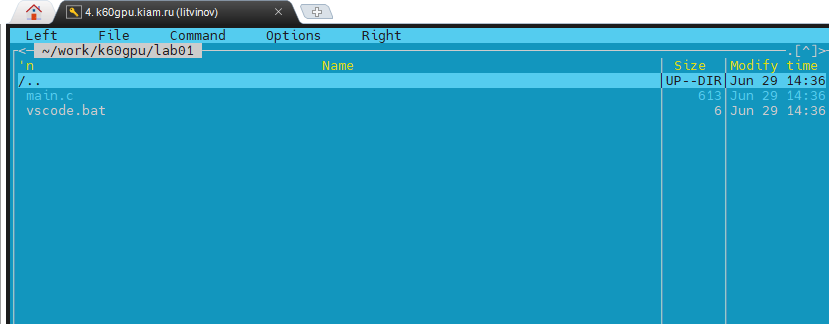 4. k60gpu.kiam.ru (litvinov)
Left File Command Options Right
<─ ~/work/k60gpu/lab01 ─.[^]>
'n Name Size Modify time
/.. UP--DIR Jun 29 14:36
main.c 613 Jun 29 14:36
vscode.bat 6 Jun 29 14:36